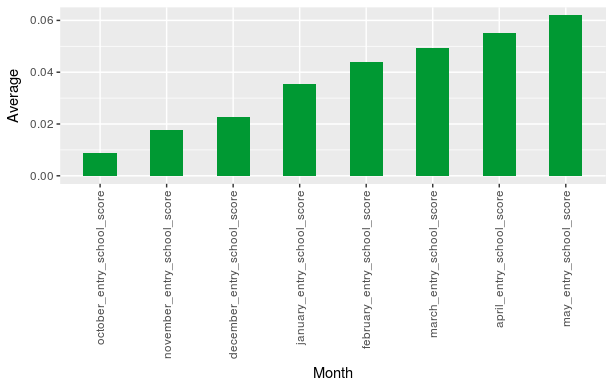 0.06
0.04
0.02
0.00
Average
october_entry_school_score
november_entry_school_score
december_entry_school_score
january_entry_school_score
february_entry_school_score
march_entry_school_score
april_entry_school_score
may_entry_school_score
Month